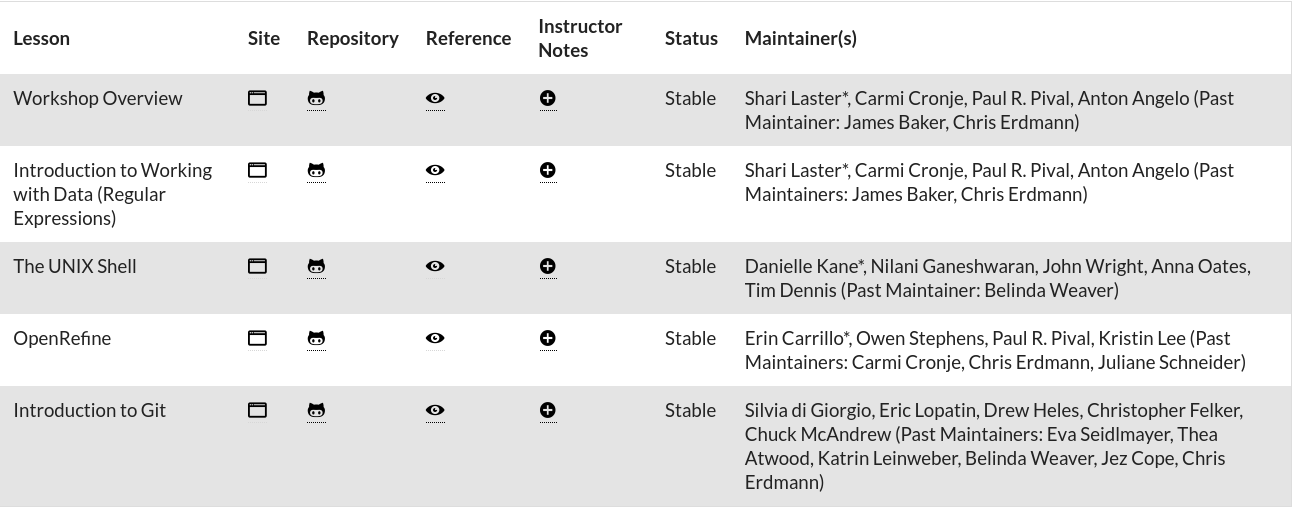 Lesson Site Repository Reference Instructor Notes Status Maintainer(s)
Workshop Overview Stable Shari Laster*, Carmi Cronje, Paul R. Pival, Anton Angelo (Past
Maintainer: James Baker, Chris Erdmann)
Introduction to Working Stable Shari Laster*, Carmi Cronje, Paul R. Pival, Anton Angelo (Past
with Data (Regular Maintainers: James Baker, Chris Erdmann)
Expressions)
The UNIX Shell Stable Danielle Kane*, Nilani Ganeshwaran, John Wright, Anna Oates,
Tim Dennis (Past Maintainer: Belinda Weaver)
OpenRefine Stable Erin Carrillo*, Owen Stephens, Paul R. Pival, Kristin Lee (Past
Maintainers: Carmi Cronje, Chris Erdmann, Juliane Schneider)
Introduction to Git Stable Silvia di Giorgio, Eric Lopatin, Drew Heles, Christopher Felker,
Chuck McAndrew (Past Maintainers: Eva Seidlmayer, Thea
Atwood, Katrin Leinweber, Belinda Weaver, Jez Cope, Chris
Erdmann)